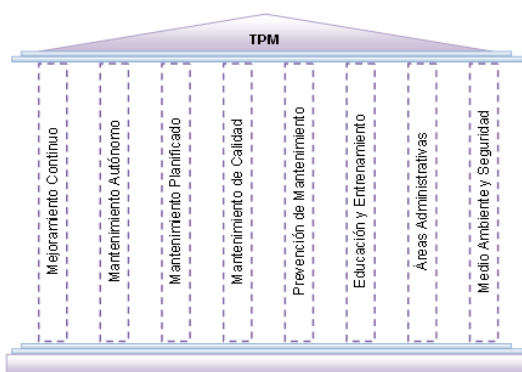 TPM
Mejoramiento Continuo
Mantenimiento Autónomo
Mantenimiento Planificado
Mantenimiento de Calidad
Prevención de Mantenimiento
Educación y Entrenamiento
Áreas Administrativas
Medio Ambiente y Seguridad